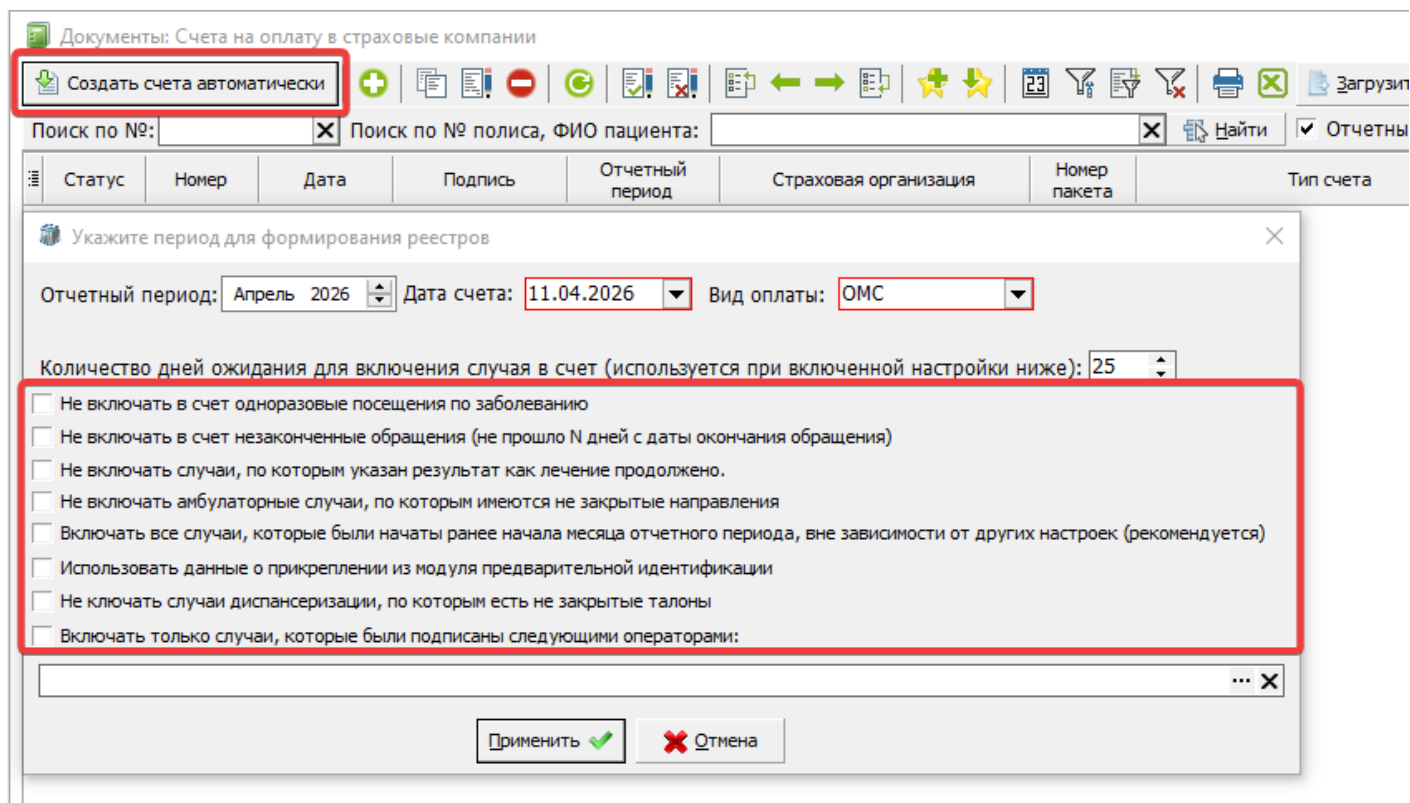 Документы: Счета на оплату в страховые компании
Создать счета автоматически
23
Загрузит
Поиск по №:
Поиск по № полиса, ФИО пациента:
Найти
Отчетны
Статус
Номер
Дата
Подпись
Отчетный период
Страховая организация
Номер пакета
Тип счета
Укажите период для формирования реестров
Отчетный период: Апрель 2026 Дата счета: 11.04.2026 Вид оплаты: ОМС
Количество дней ожидания для включения случая в счет (используется при включенной настройки ниже): 25
Не включать в счет одноразовые посещения по заболеванию
Не включать в счет незаконченные обращения (не прошло N дней с даты окончания обращения)
Не включать случаи, по которым указан результат как лечение продолжено.
Не включать амбулаторные случаи, по которым имеются не закрытые направления
Включать все случаи, которые были начаты ранее начала месяца отчетного периода, вне зависимости от других настроек (рекомендуется)
Использовать данные о прикреплении из модуля предварительной идентификации
Не ключать случаи диспансеризации, по которым есть не закрытые талоны
Включать только случаи, которые были подписаны следующими операторами:
...
Применить
Отмена